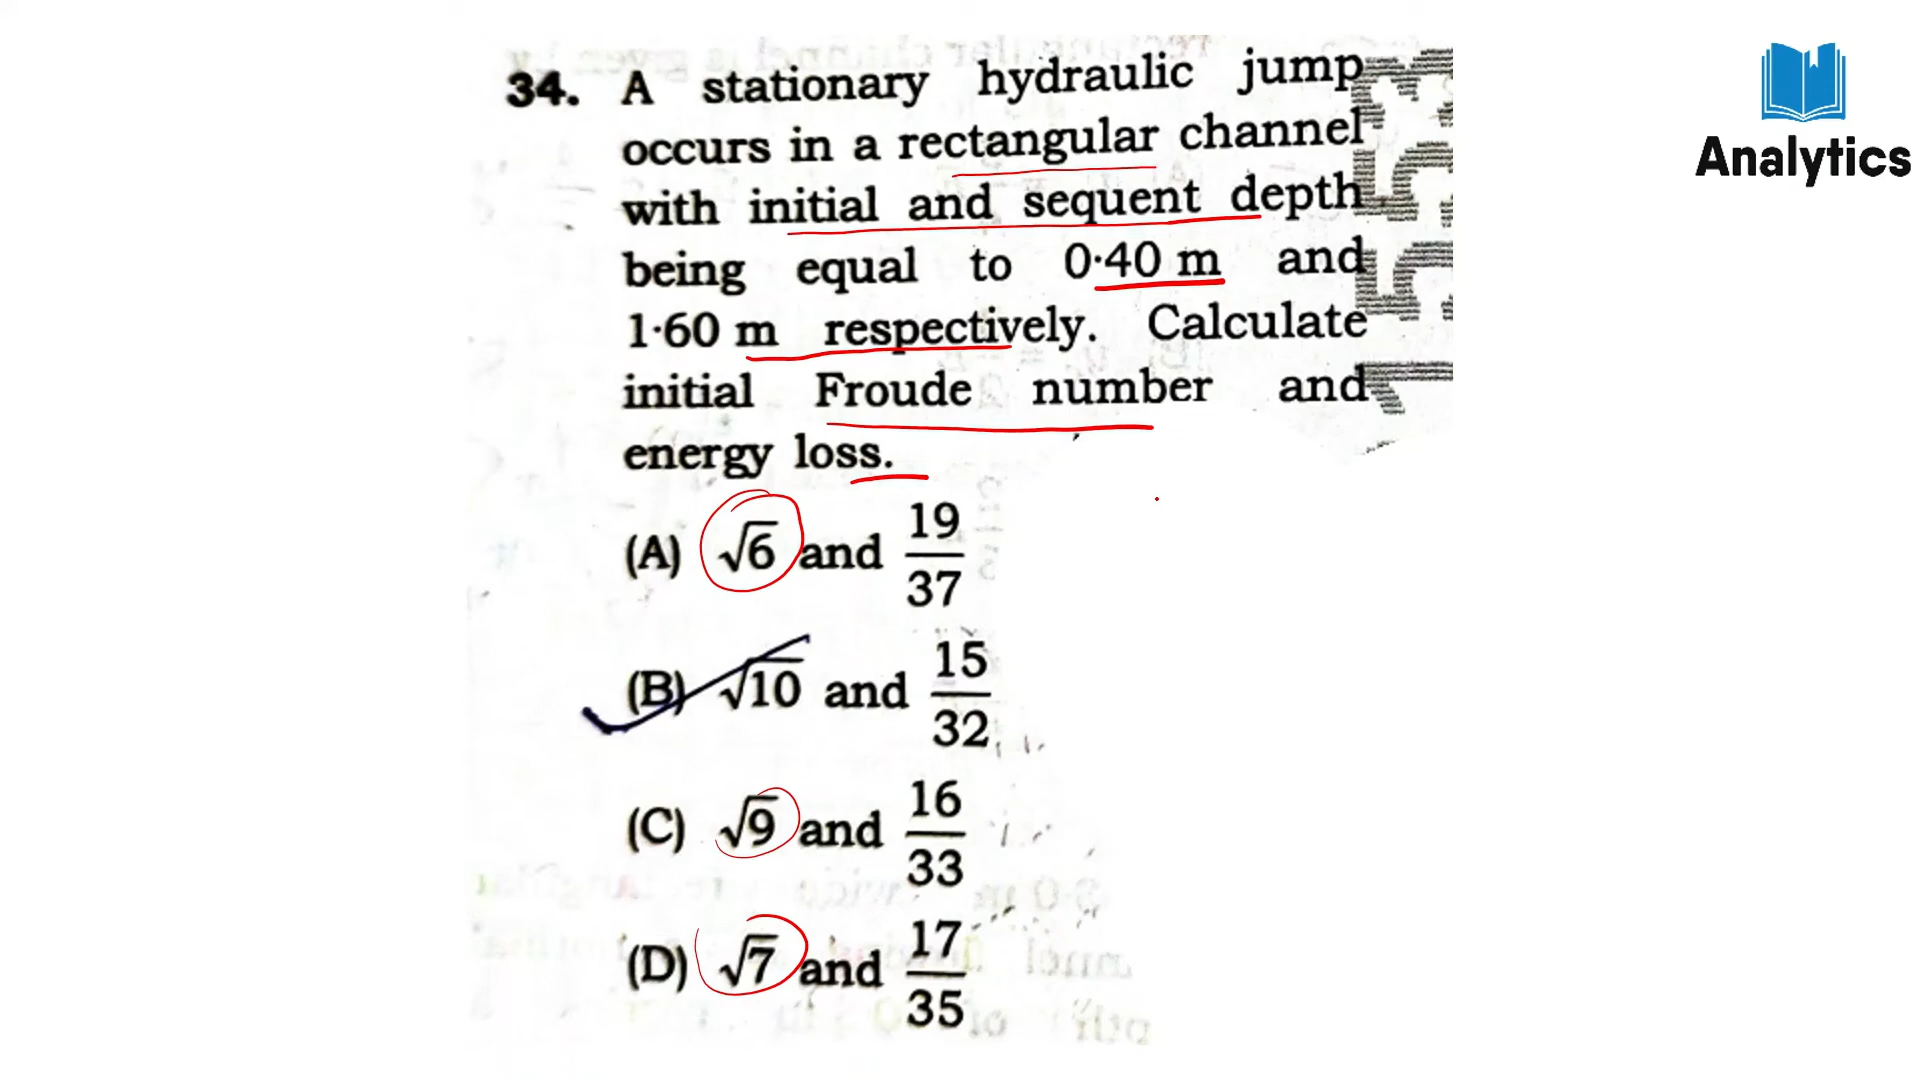 34. A stationary hydraulic jump
occurs in a rectangular channel
with initial and sequent depth
being equal to 0·40 m and
1·60 m respectively. Calculate
initial Froude number and
energy loss.
(A) √6 and 19/37
(B) √10 and 15/32
(C) √9 and 16/33
(D) √7 and 17/35
Analytics